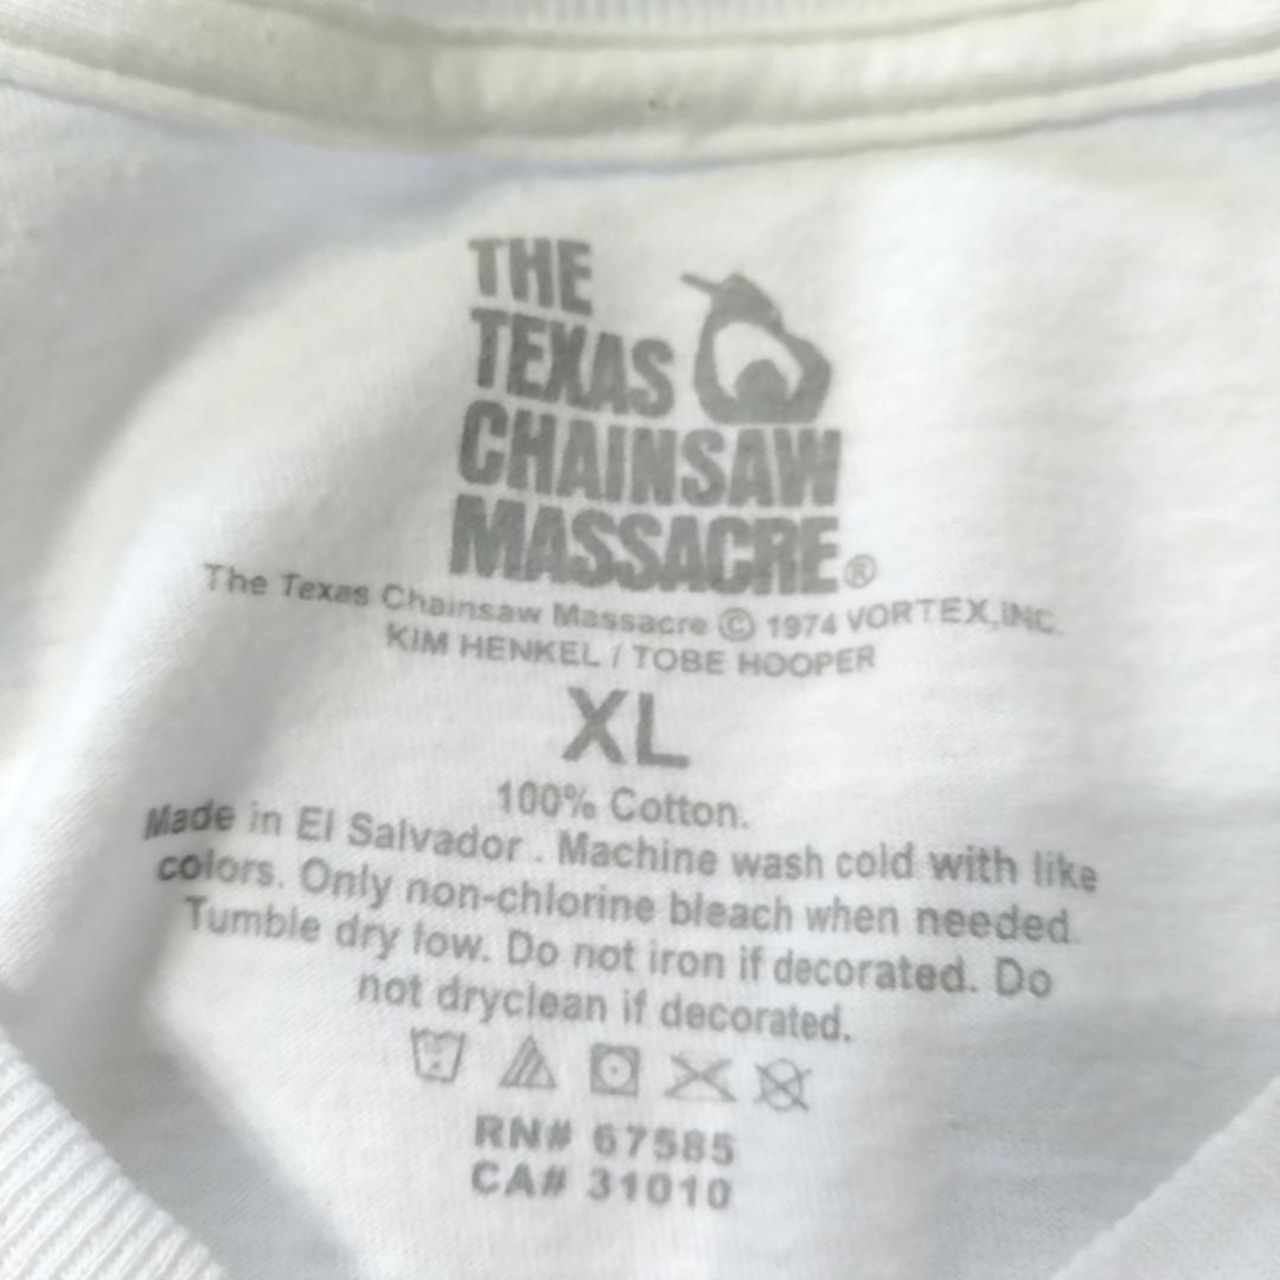 THE
TEXAS
CHAINSAW
MASSACRE®
The Texas Chainsaw Massacre © 1974 VORTEX, INC.
KIM HENKEL / TOBE HOOPER
XL
100% Cotton.
Made in El Salvador . Machine wash cold with like
colors. Only non-chlorine bleach when needed.
Tumble dry low. Do not iron if decorated. Do
not dryclean if decorated.
RN# 67585
CA# 31010